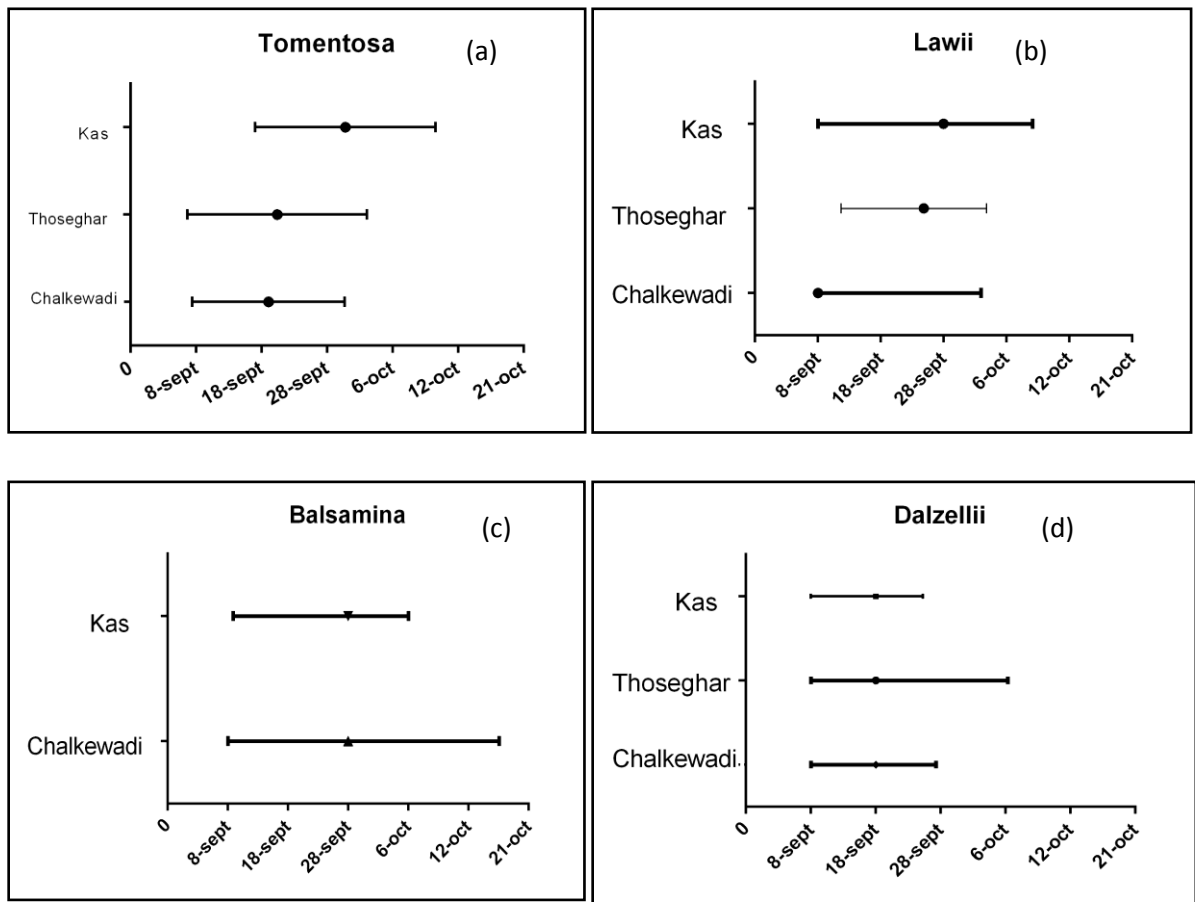 Tomentosa (a)
Kas
Thoseghar
Chalkewadi
0 8-sept 18-sept 28-sept 6-oct 12-oct 21-oct
Lawii (b)
Kas
Thoseghar
Chalkewadi
0 8-sept 18-sept 28-sept 6-oct 12-oct 21-oct
Balsamina (c)
Kas
Chalkewadi
0 8-sept 18-sept 28-sept 6-oct 12-oct 21-oct
Dalzellii (d)
Kas
Thoseghar
Chalkewadi.
0 8-sept 18-sept 28-sept 6-oct 12-oct 21-oct